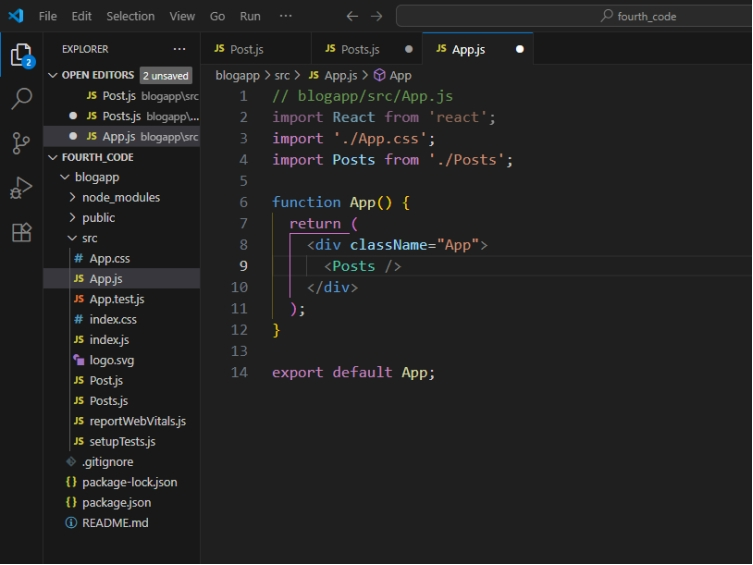 File Edit Selection View Go Run ··· fourth_code
EXPLORER ···
OPEN EDITORS 2 unsaved
JS Post.js blogapp\src
JS Posts.js blogapp\...
JS App.js blogapp\src
FOURTH_CODE
blogapp
node_modules
public
src
# App.css
JS App.js
JS App.test.js
# index.css
JS index.js
logo.svg
JS Post.js
JS Posts.js
JS reportWebVitals.js
JS setupTests.js
.gitignore
{} package-lock.json
{} package.json
README.md
2
JS Post.js JS Posts.js JS App.js
blogapp > src > JS App.js > App
1 // blogapp/src/App.js
2 import React from 'react';
3 import './App.css';
4 import Posts from './Posts';
5
6 function App() {
7 return (
8 <div className="App">
9 <Posts />
10 </div>
11 );
12 }
13
14 export default App;